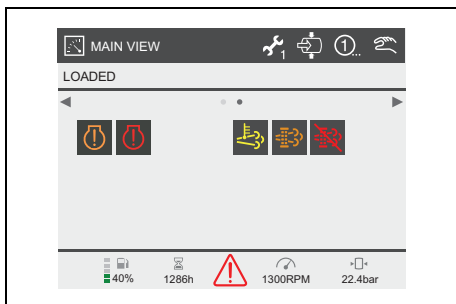 MAIN VIEW
1
1...
LOADED
40%
1286h
1300RPM
22.4bar